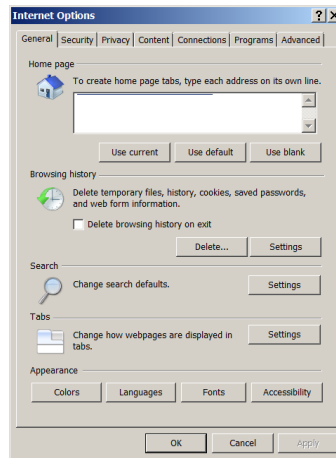 Internet Options
General Security Privacy Content Connections Programs Advanced
Home page
To create home page tabs, type each address on its own line.
Use current Use default Use blank
Browsing history
Delete temporary files, history, cookies, saved passwords,
and web form information.
Delete browsing history on exit
Delete... Settings
Search
Change search defaults. Settings
Tabs
Change how webpages are displayed in Settings
tabs.
Appearance
Colors Languages Fonts Accessibility
OK Cancel Apply